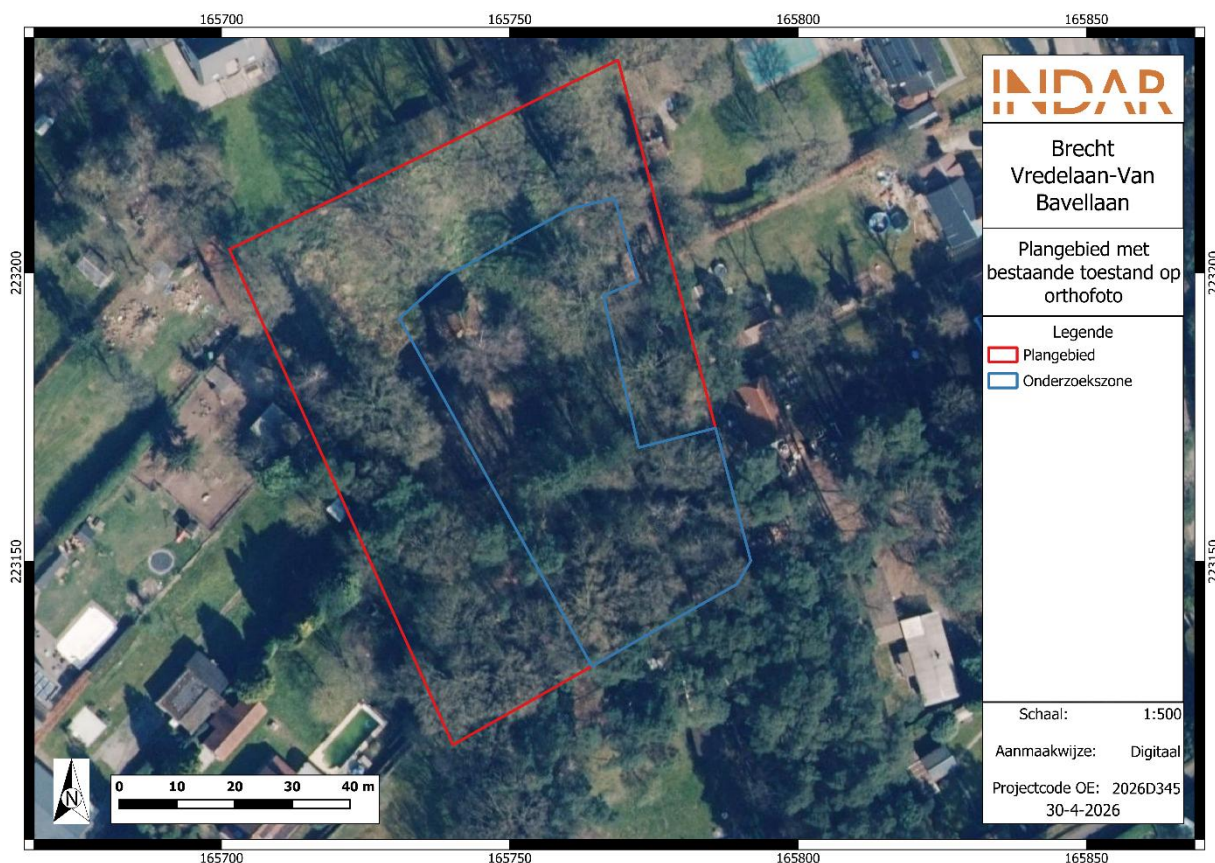 165700 165750 165800 165850
223200 223200
223150 223150
INDAR
Brecht
Vredelaan-Van
Bavellaan
Plangebied met
bestaande toestand op
orthofoto
Legende
Plangebied
Onderzoekszone
Schaal: 1:500
Aanmaakwijze: Digitaal
Projectcode OE: 2026D345
30-4-2026
N
0 10 20 30 40 m
165700 165750 165800 165850